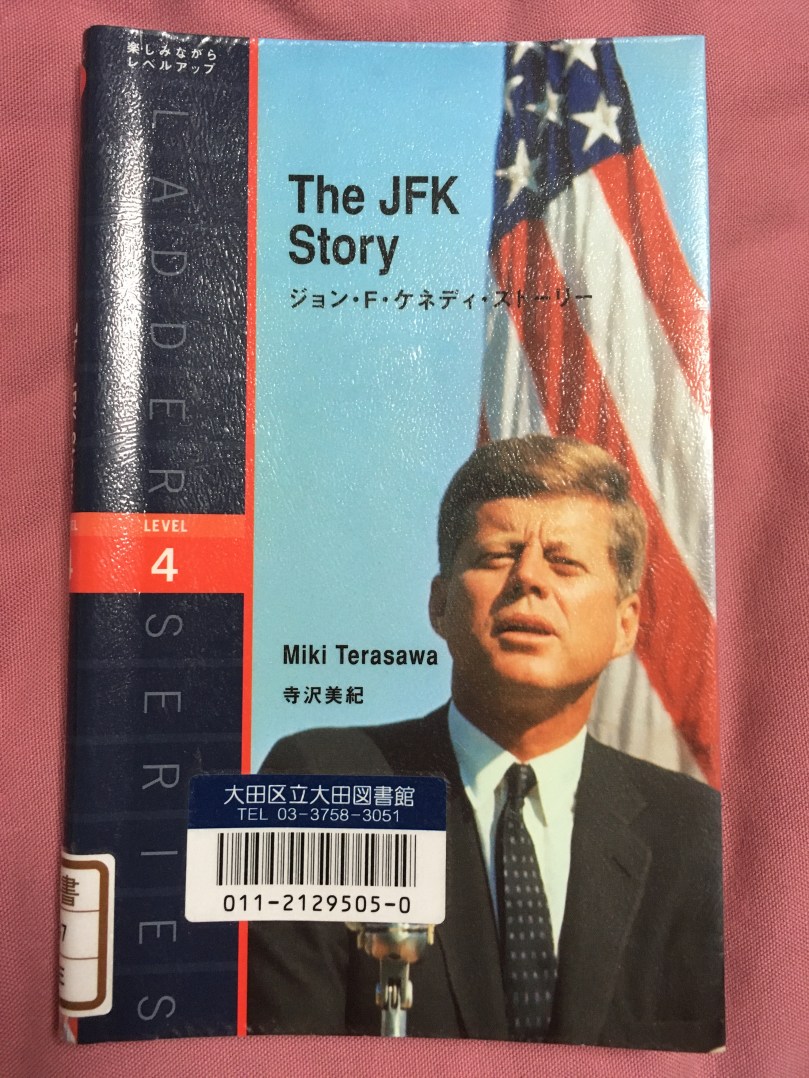 楽しみながら
レベルアップ
LADDER
LEVEL
4
SERIES
The JFK
Story
ジョン・F・ケネディ・ストーリー
Miki Terasawa
寺沢美紀
大田区立大田図書館
TEL 03-3758-3051
011-2129505-0
書
7
E